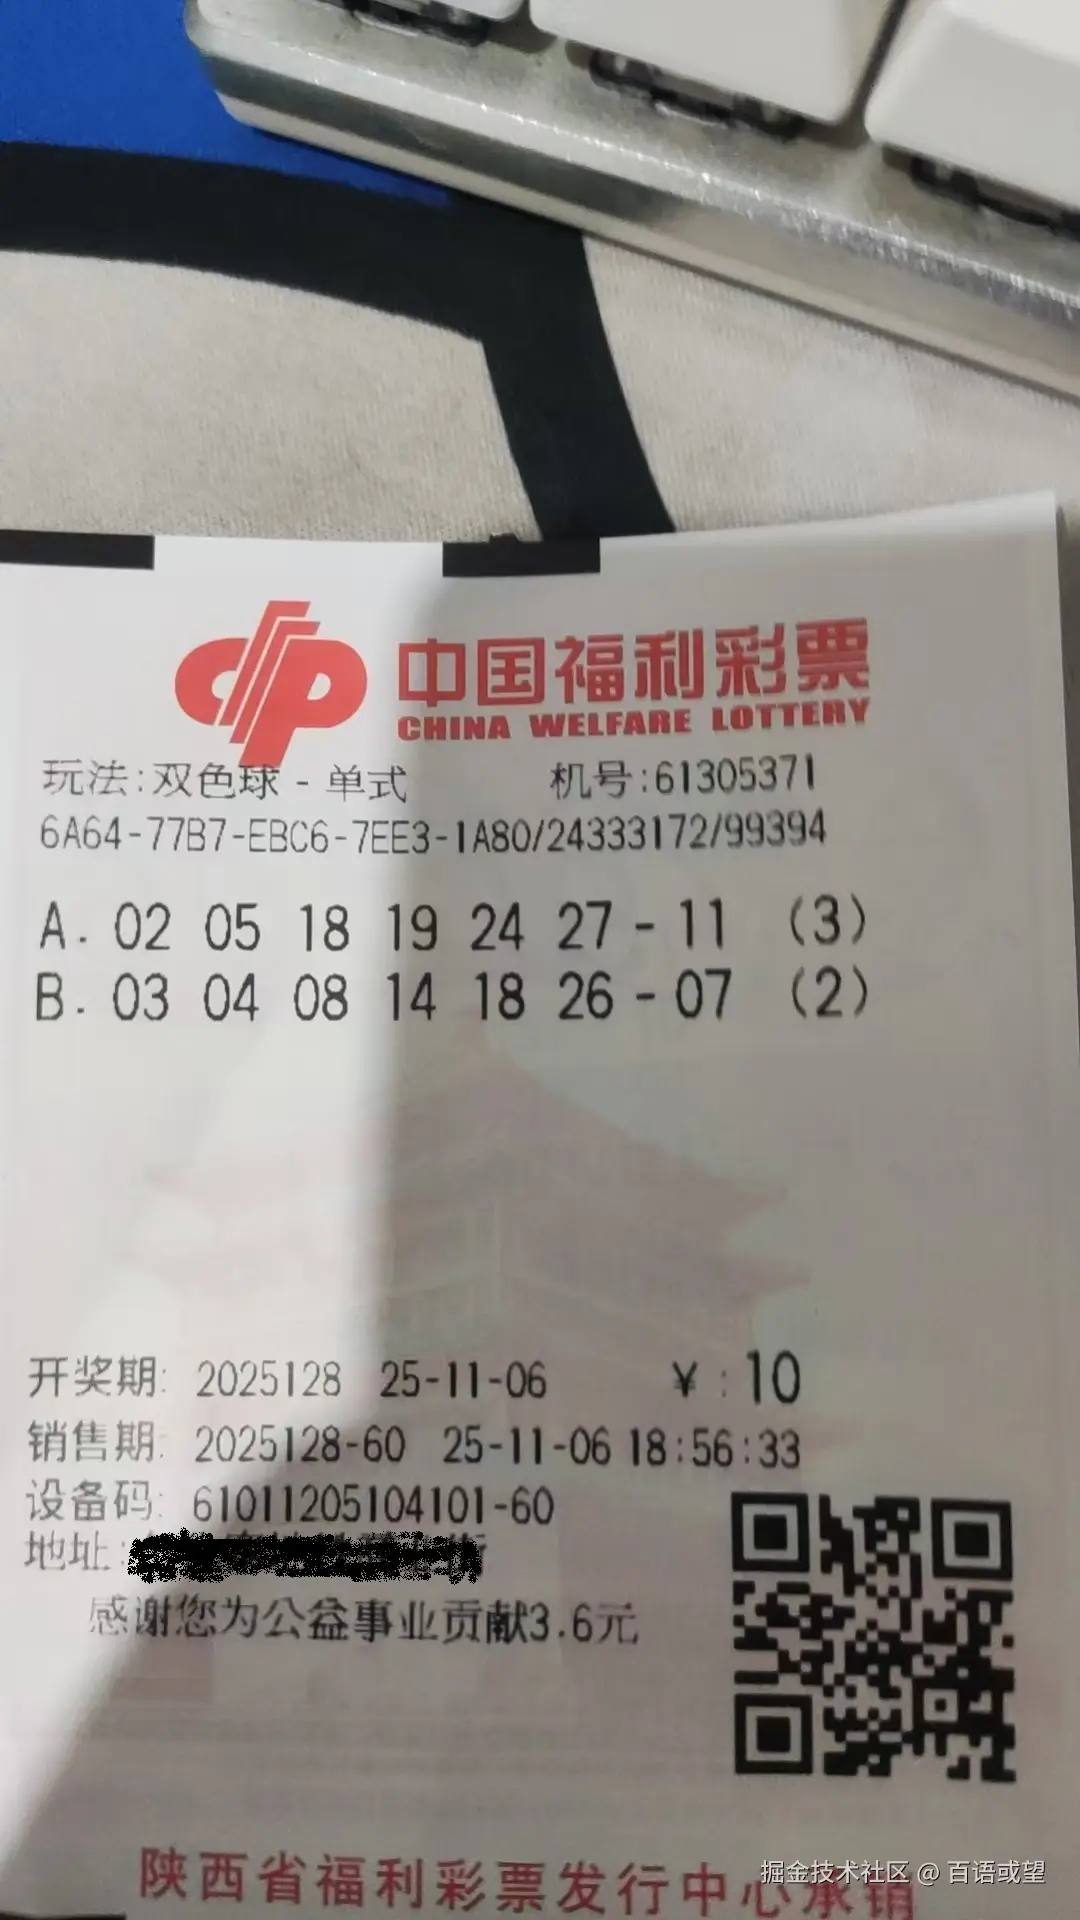 中国福利彩票
CHINA WELFARE LOTTERY
玩法:双色球 - 单式 机号:61305371
6A64-77B7-EBC6-7EE3-1A80/24333172/99394
A. 02 05 18 19 24 27 - 11 (3)
B. 03 04 08 14 18 26 - 07 (2)
开奖期: 2025128 25-11-06 ¥:10
销售期: 2025128-60 25-11-06 18:56:33
设备码: 61011205104101-60
地址:
感谢您为公益事业贡献3.6元
陕西省福利彩票发行中心承销
掘金技术社区 @ 百语或望